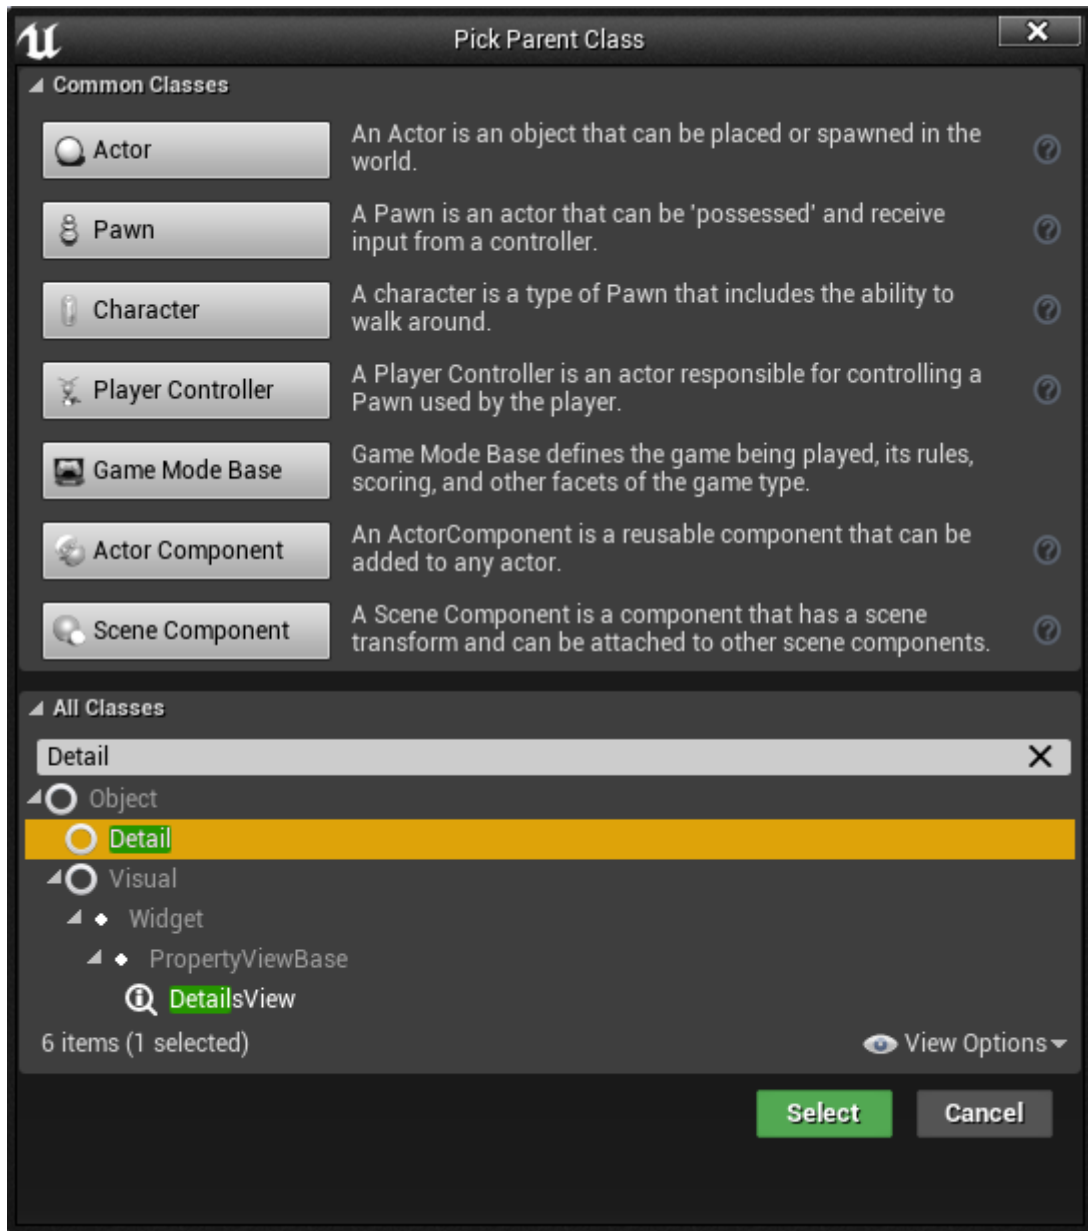 Pick Parent Class
Common Classes
Actor
An Actor is an object that can be placed or spawned in the
world.
Pawn
A Pawn is an actor that can be 'possessed' and receive
input from a controller.
Character
A character is a type of Pawn that includes the ability to
walk around.
Player Controller
A Player Controller is an actor responsible for controlling a
Pawn used by the player.
Game Mode Base
Game Mode Base defines the game being played, its rules,
scoring, and other facets of the game type.
Actor Component
An ActorComponent is a reusable component that can be
added to any actor.
Scene Component
A Scene Component is a component that has a scene
transform and can be attached to other scene components.
All Classes
Detail
Object
Detail
Visual
Widget
PropertyViewBase
DetailsView
6 items (1 selected)
View Options
Select
Cancel